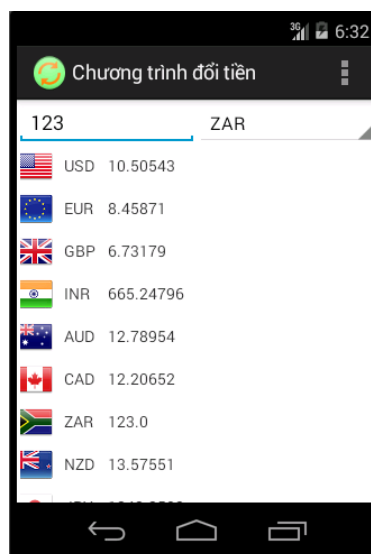 3G 6:32
Chương trình đổi tiền
123 ZAR
USD 10.50543
EUR 8.45871
GBP 6.73179
INR 665.24796
AUD 12.78954
CAD 12.20652
ZAR 123.0
NZD 13.57551